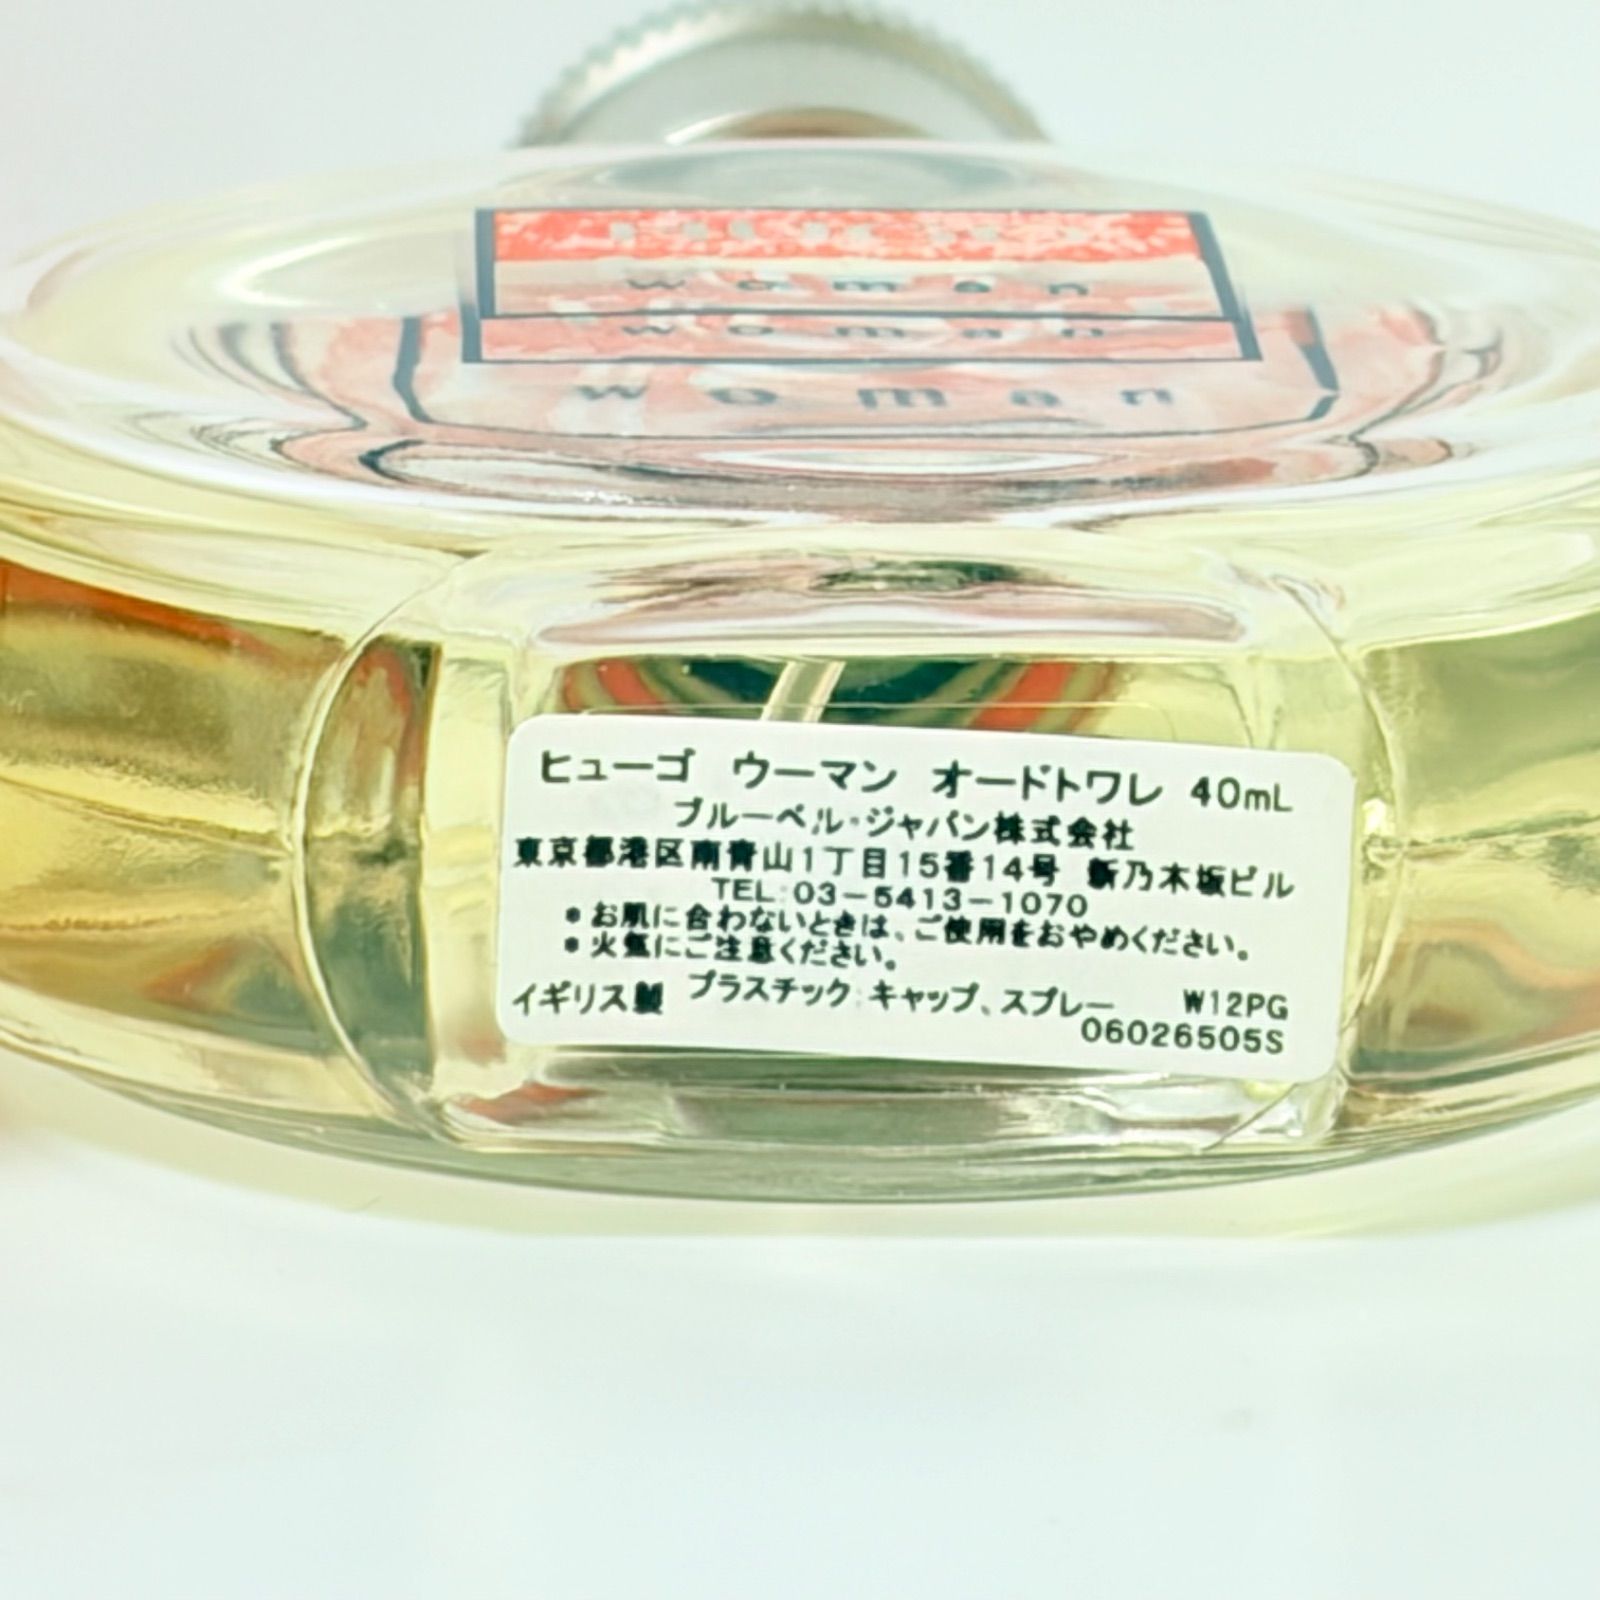 woman
woman
woman
ヒューゴ ウーマン オードトワレ 40mL
ブルーベル・ジャパン株式会社
東京都港区南青山1丁目15番14号 新乃木坂ビル
TEL:03-5413-1070
*お肌に合わないときは、ご使用をおやめください。
*火気にご注意ください。
イギリス製 プラスチック:キャップ、スプレー W12PG
06026505S